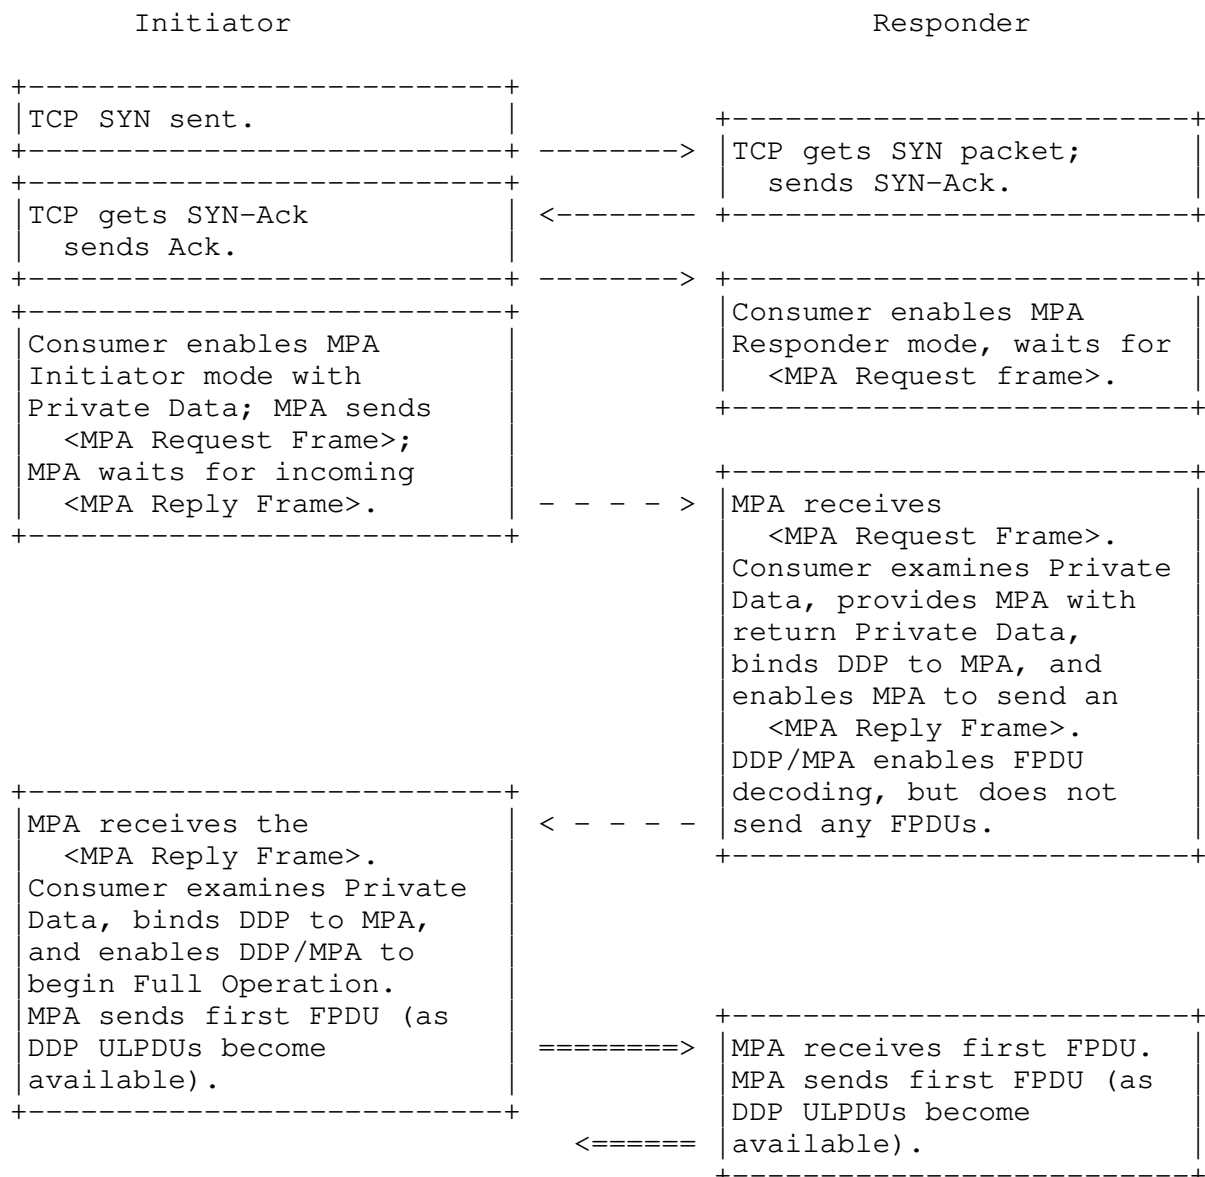 Initiator                                 Responder

+---------------------------+
|TCP SYN sent.              |           +--------------------------+
+---------------------------+ --------> |TCP gets SYN packet;      |
+---------------------------+           |  sends SYN-Ack.          |
|TCP gets SYN-Ack           | <-------- +--------------------------+
|  sends Ack.               |
+---------------------------+ --------> +--------------------------+
+---------------------------+           |Consumer enables MPA      |
|Consumer enables MPA       |           |Responder mode, waits for |
|Initiator mode with        |           |  <MPA Request frame>.    |
|Private Data; MPA sends    |           +--------------------------+
|  <MPA Request Frame>;     |
|MPA waits for incoming     |           +--------------------------+
|  <MPA Reply Frame>.       | - - - - > |MPA receives              |
+---------------------------+           |  <MPA Request Frame>.    |
                                        |Consumer examines Private |
                                        |Data, provides MPA with   |
                                        |return Private Data,      |
                                        |binds DDP to MPA, and     |
                                        |enables MPA to send an    |
                                        |  <MPA Reply Frame>.      |
                                        |DDP/MPA enables FPDU      |
+---------------------------+           |decoding, but does not    |
|MPA receives the           | < - - - - |send any FPDUs.           |
|  <MPA Reply Frame>.       |           +--------------------------+
|Consumer examines Private  |
|Data, binds DDP to MPA,    |
|and enables DDP/MPA to     |
|begin Full Operation.      |
|MPA sends first FPDU (as   |           +--------------------------+
|DDP ULPDUs become          | ========> |MPA receives first FPDU.  |
|available).                |           |MPA sends first FPDU (as  |
+---------------------------+           |DDP ULPDUs become         |
                                <====== |available).               |
                                        +--------------------------+